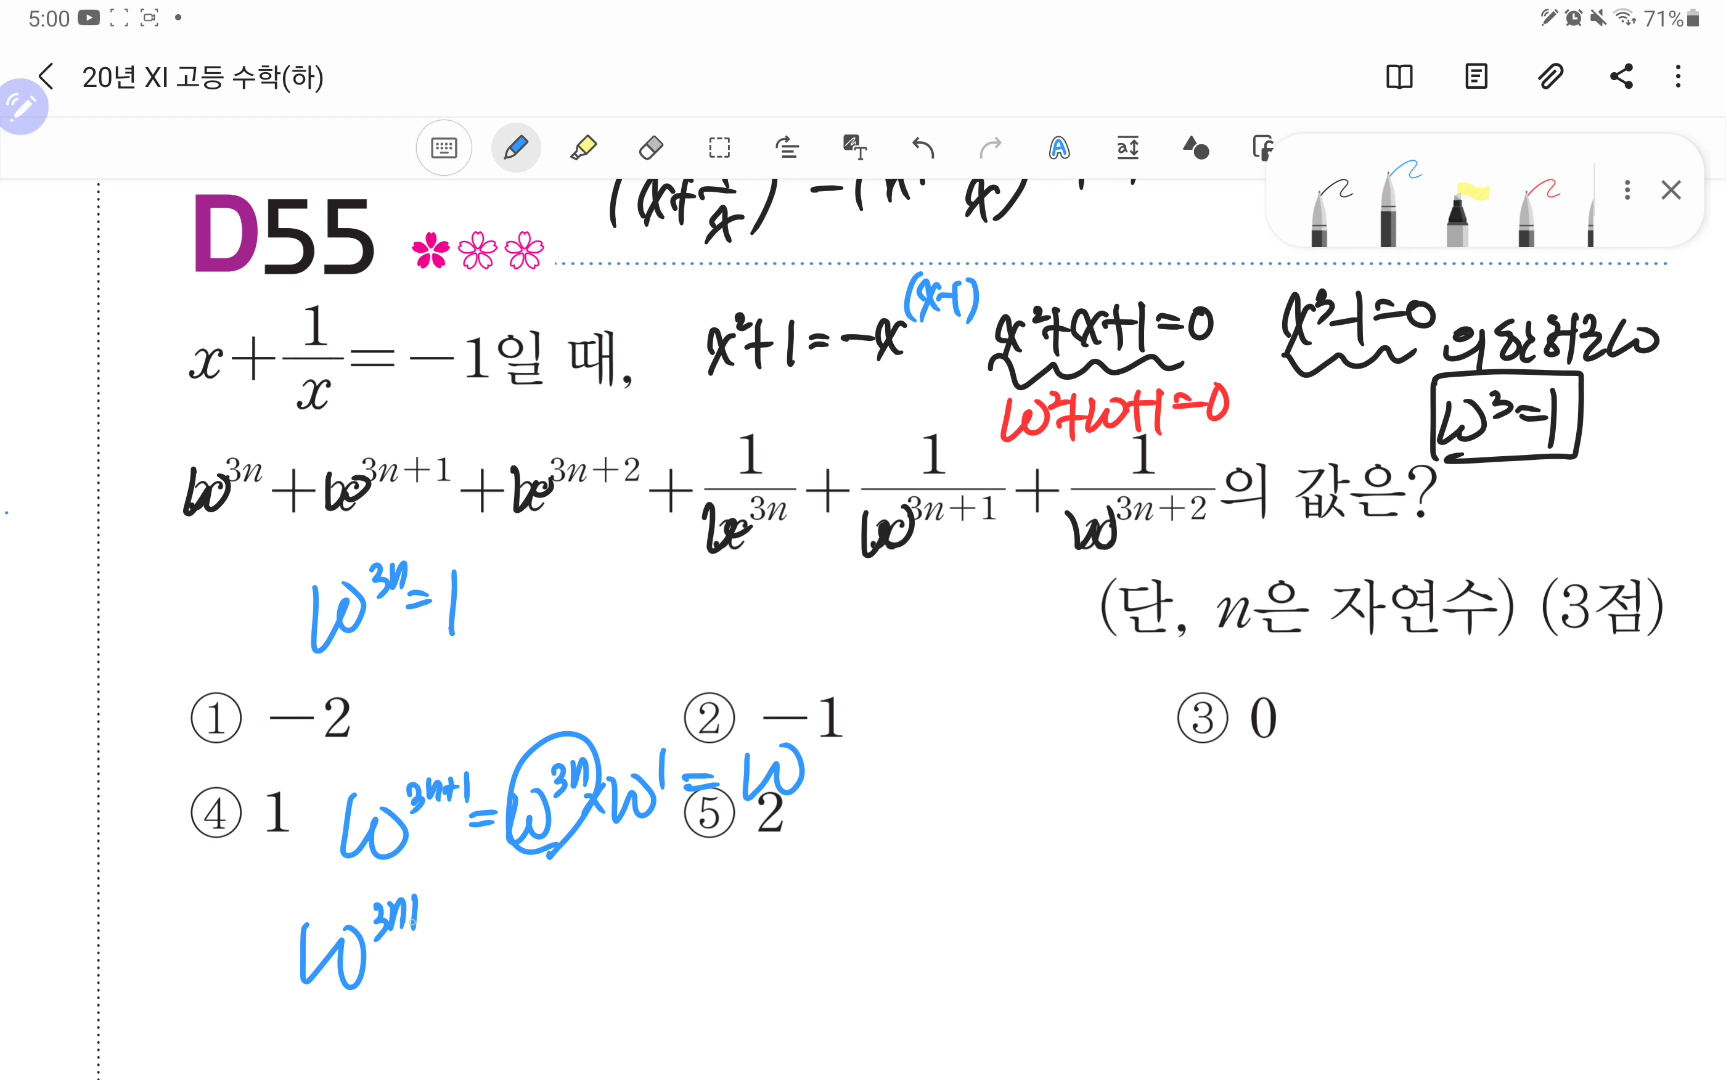 5:00 71%
20년 XI 고등 수학(하)
D55
x + 1/x = -1일 때,
x²+1=-x (x-1) x²+x+1=0 x³-1=0 의 한 허근 ω
ω²+ω+1=0 ω³=1
ω^{3n} + ω^{3n+1} + ω^{3n+2} + 1/ω^{3n} + 1/ω^{3n+1} + 1/ω^{3n+2} 의 값은?
ω^{3n}=1
(단, n은 자연수) (3점)
① -2 ② -1 ③ 0
④ 1 ⑤ 2
ω^{3n+1}=ω^{3n}×ω^1=ω
ω^{3n}